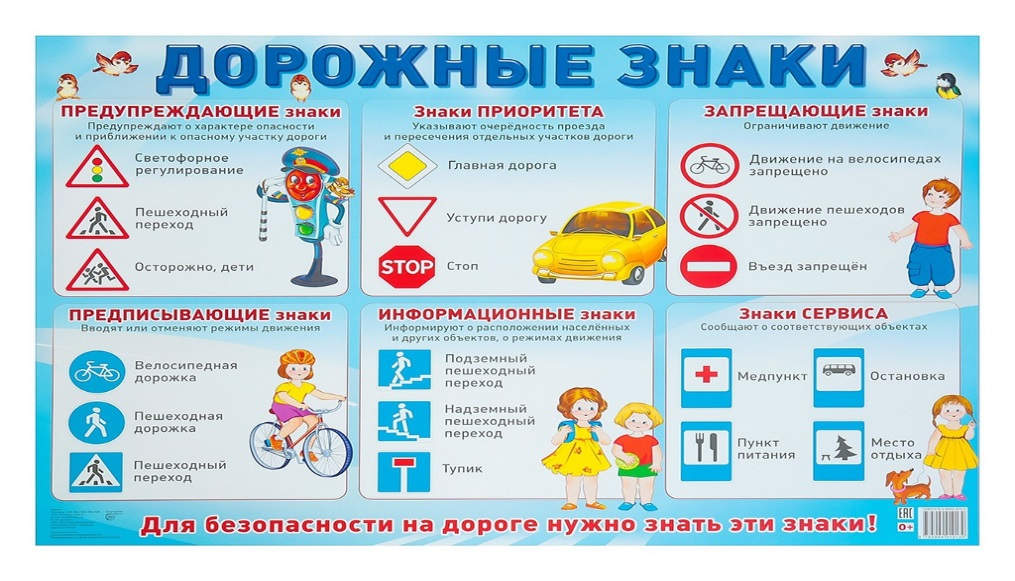 ДОРОЖНЫЕ ЗНАКИ
ПРЕДУПРЕЖДАЮЩИЕ знаки
Предупреждают о характере опасности
и приближении к опасному участку дороги
Светофорное
регулирование
Пешеходный
переход
Осторожно, дети
Знаки ПРИОРИТЕТА
Указывают очерёдность проезда
и пересечения отдельных участков дороги
Главная дорога
Уступи дорогу
STOP
Стоп
ЗАПРЕЩАЮЩИЕ знаки
Ограничивают движение
Движение на велосипедах
запрещено
Движение пешеходов
запрещено
Въезд запрещён
ПРЕДПИСЫВАЮЩИЕ знаки
Вводят или отменяют режимы движения
Велосипедная
дорожка
Пешеходная
дорожка
Пешеходный
переход
ИНФОРМАЦИОННЫЕ знаки
Информируют о расположении населённых
и других объектов, о режимах движения
Подземный
пешеходный
переход
Надземный
пешеходный
переход
Тупик
Знаки СЕРВИСА
Сообщают о соответствующих объектах
Медпункт
Остановка
Пункт
питания
Место
отдыха
Для безопасности на дороге нужно знать эти знаки!
ЕАС
0+